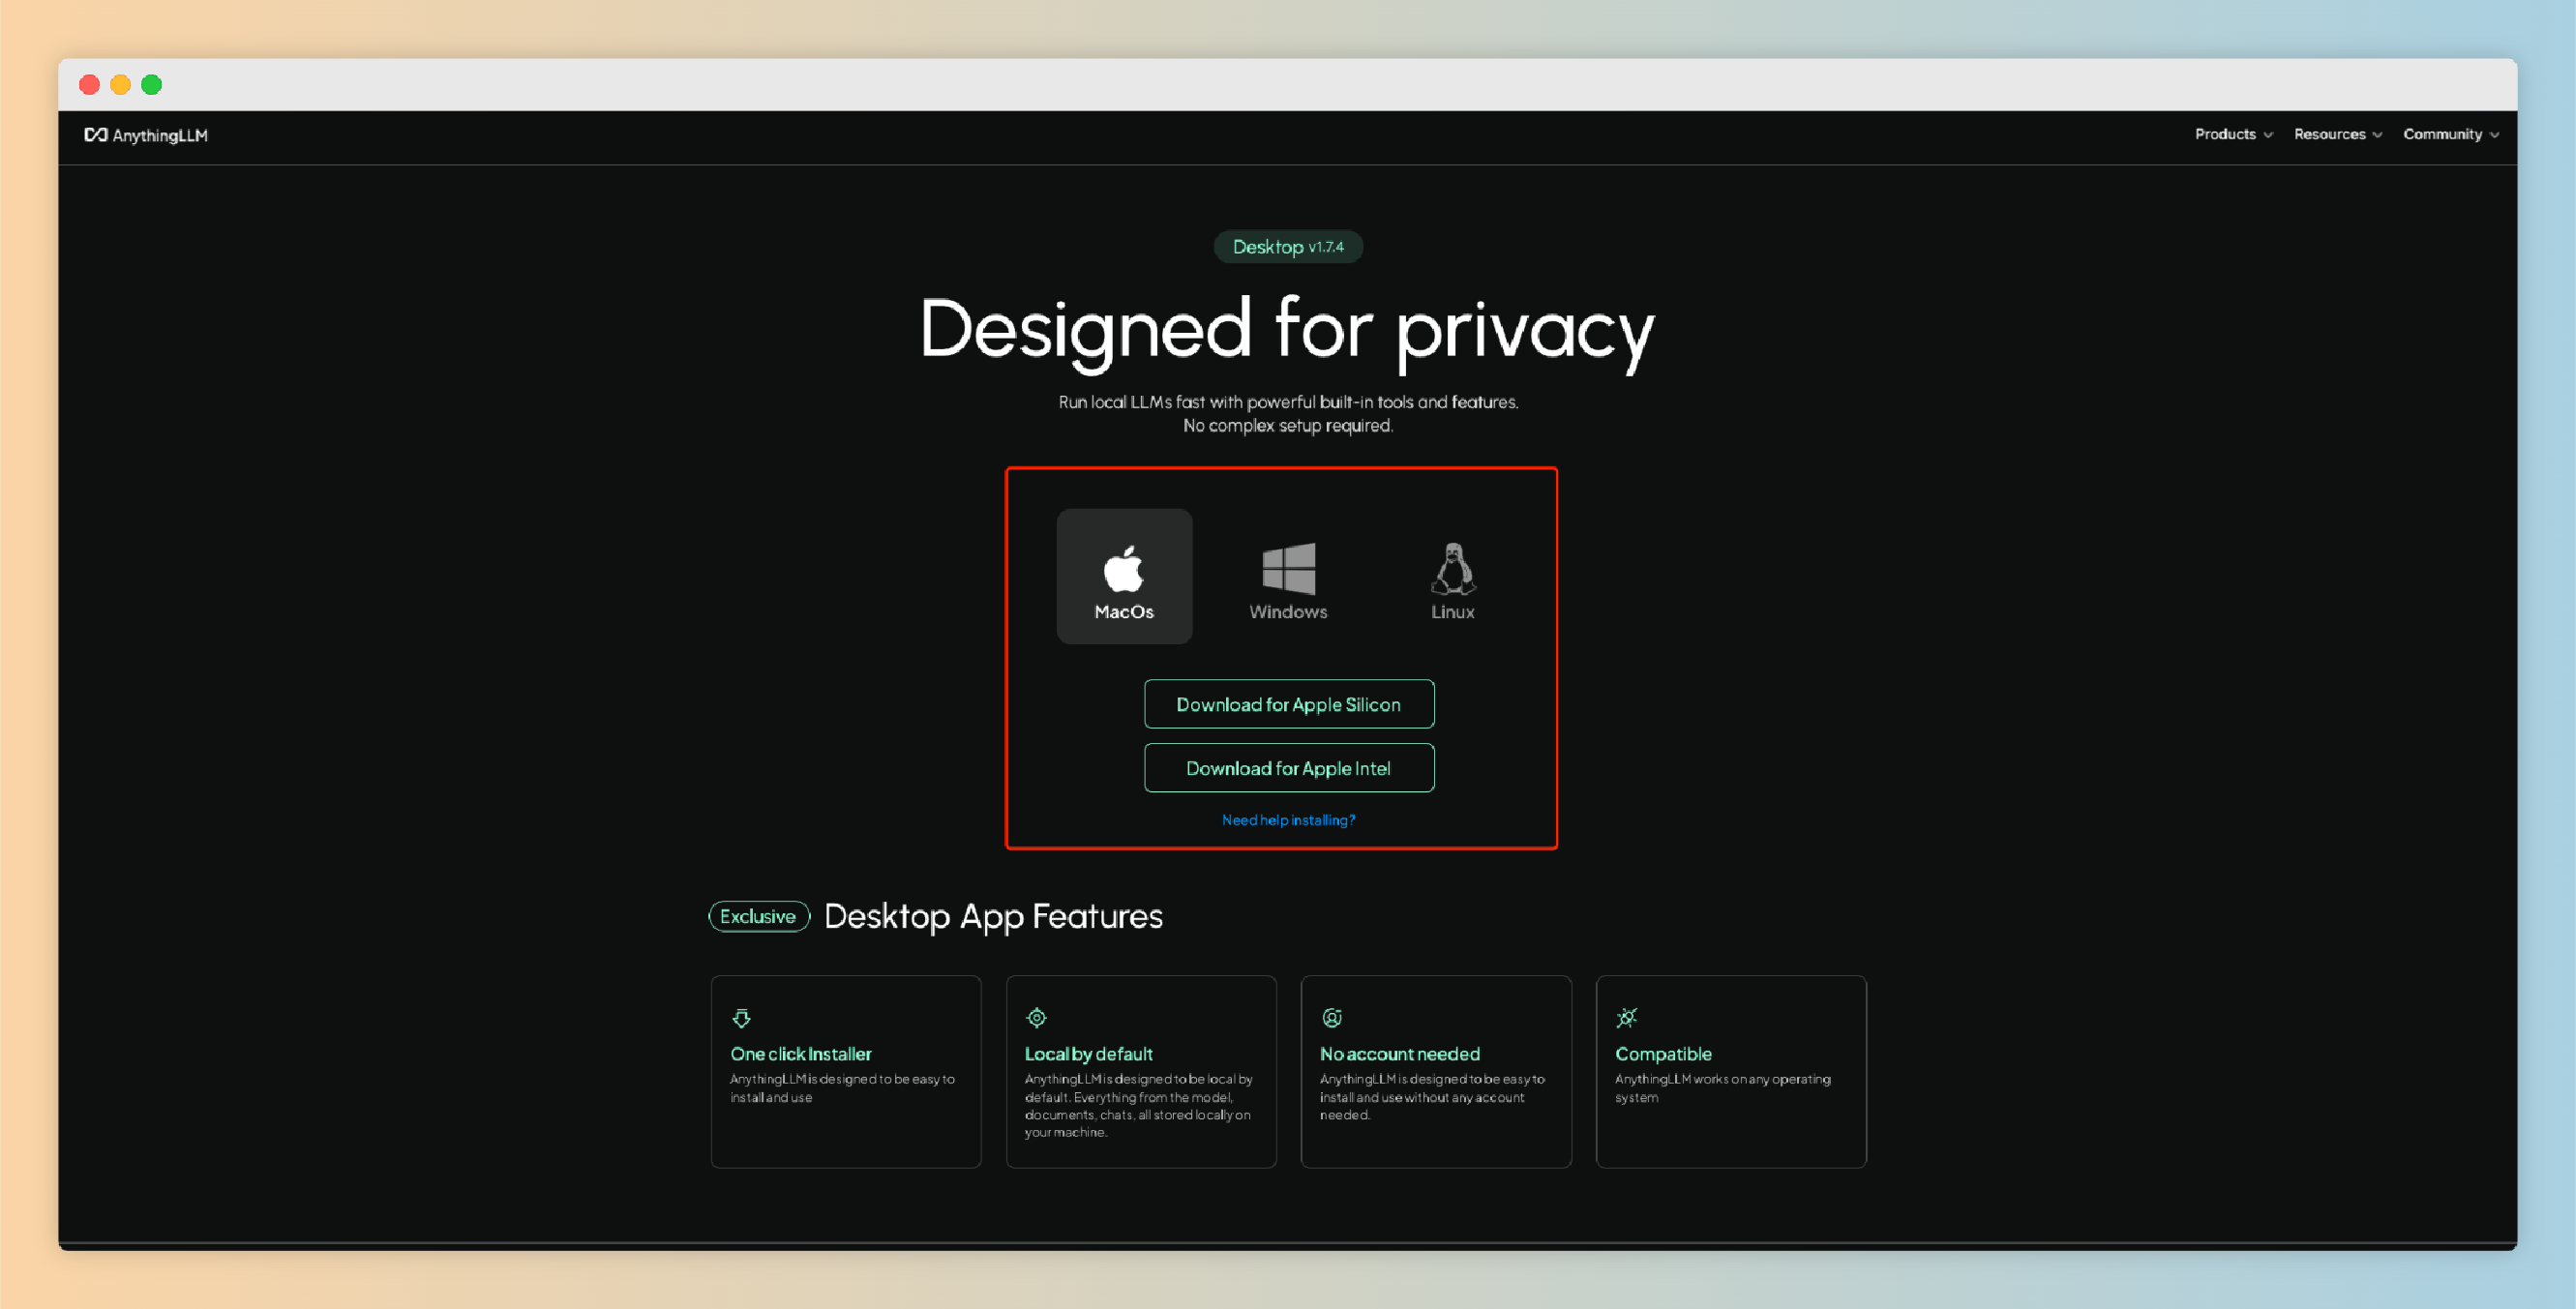 AnythingLLM
Products
Resources
Community
Desktop v1.7.4
Designed for privacy
Run local LLMs fast with powerful built-in tools and features.
No complex setup required.
MacOs
Windows
Linux
Download for Apple Silicon
Download for Apple Intel
Need help installing?
Exclusive
Desktop App Features
One click Installer
AnythingLLM is designed to be easy to
install and use
Local by default
AnythingLLM is designed to be local by
default. Everything from the model,
documents, chats, all stored locally on
your machine.
No account needed
AnythingLLM is designed to be easy to
install and use without any account
needed.
Compatible
AnythingLLM works on any operating
system